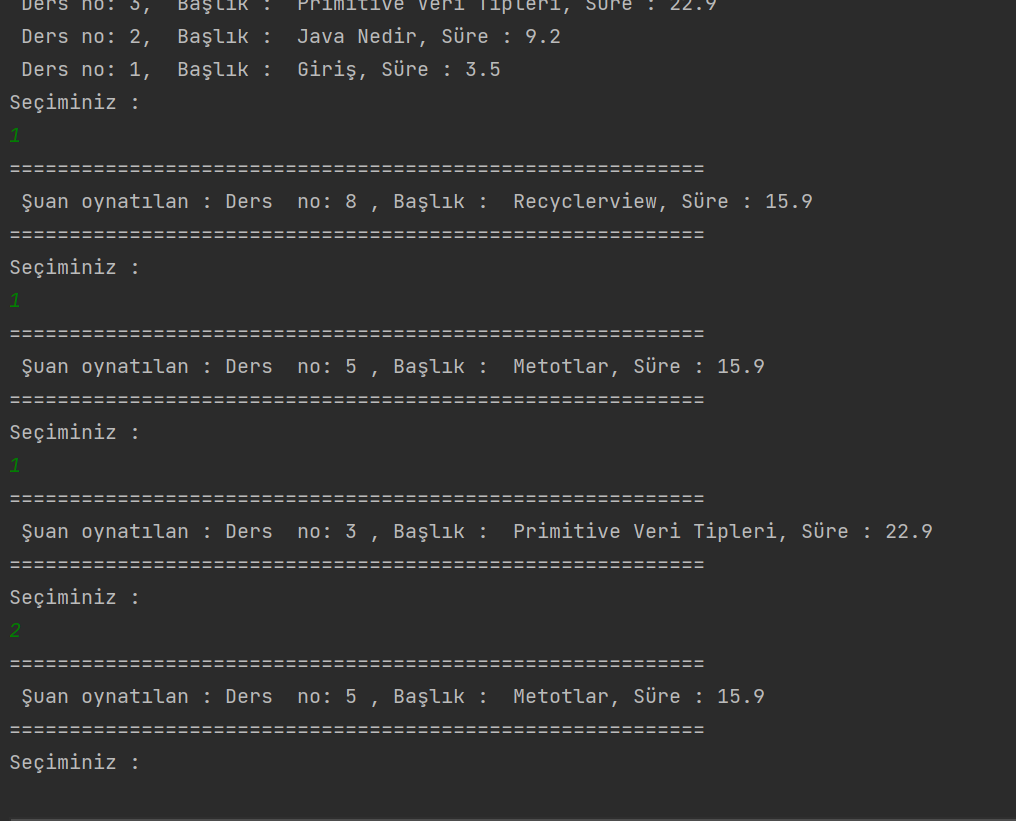 Ders no: 3,  Başlık :  Primitive Veri Tipleri, Süre : 22.9
Ders no: 2,  Başlık :  Java Nedir, Süre : 9.2
Ders no: 1,  Başlık :  Giriş, Süre : 3.5
Seçiminiz :
1
==========================================================
Şuan oynatılan : Ders  no: 8 , Başlık :  Recyclerview, Süre : 15.9
==========================================================
Seçiminiz :
1
==========================================================
Şuan oynatılan : Ders  no: 5 , Başlık :  Metotlar, Süre : 15.9
==========================================================
Seçiminiz :
1
==========================================================
Şuan oynatılan : Ders  no: 3 , Başlık :  Primitive Veri Tipleri, Süre : 22.9
==========================================================
Seçiminiz :
2
==========================================================
Şuan oynatılan : Ders  no: 5 , Başlık :  Metotlar, Süre : 15.9
==========================================================
Seçiminiz :